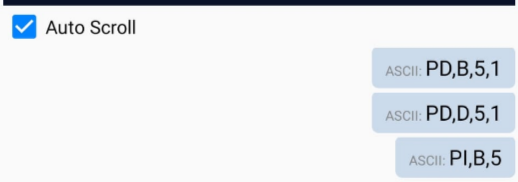 Auto Scroll
ASCII: PD,B,5,1
ASCII: PD,D,5,1
ASCII: PI,B,5